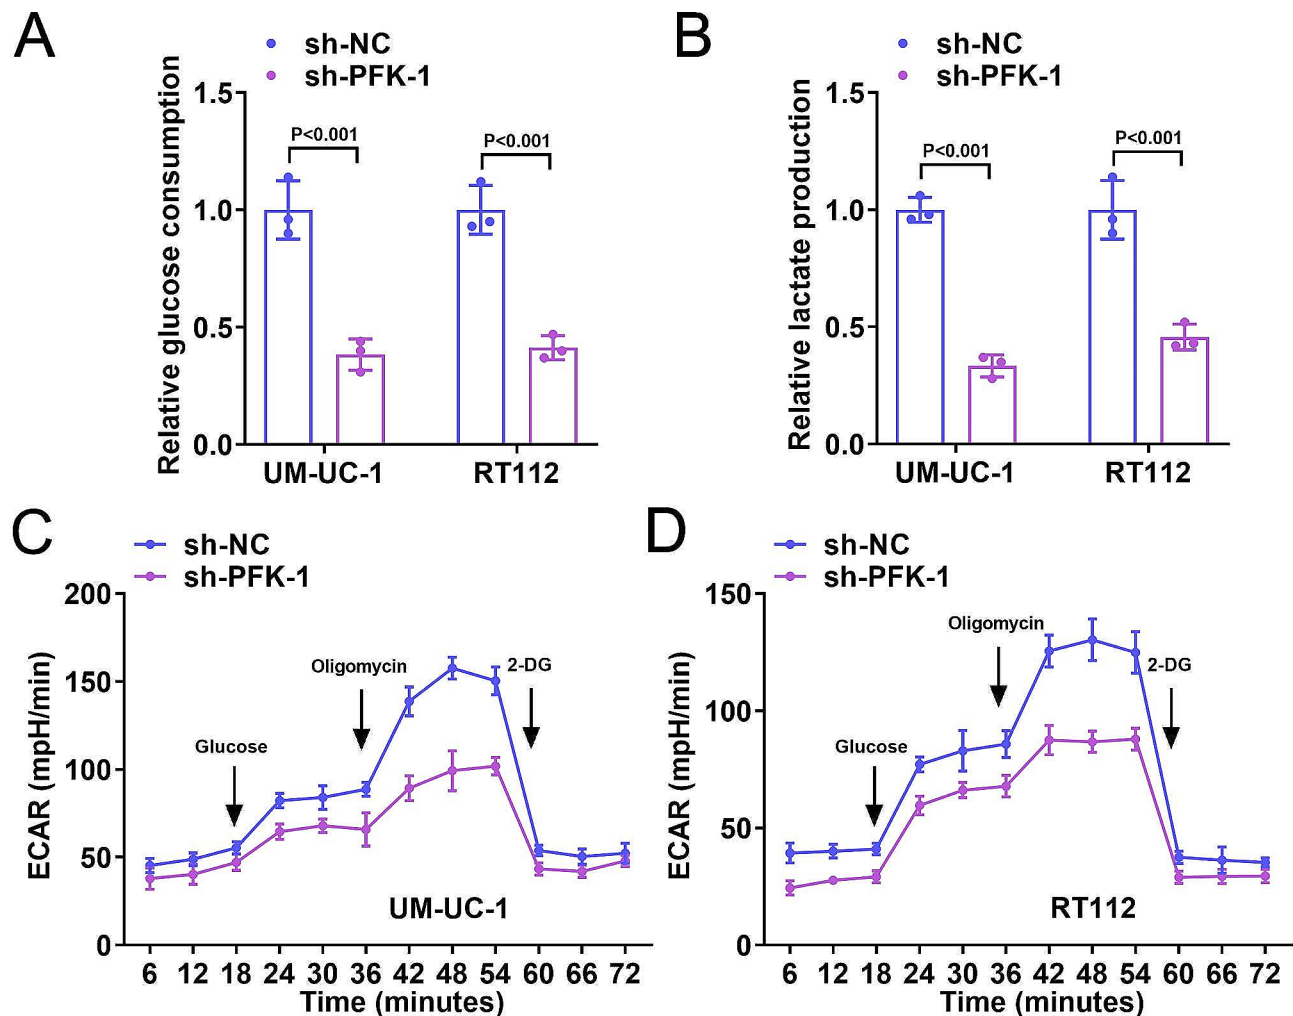 A
sh-NC
sh-PFK-1
Relative glucose consumption
1.5
1.0
0.5
0.0
P<0.001
P<0.001
UM-UC-1
RT112
B
sh-NC
sh-PFK-1
Relative lactate production
1.5
1.0
0.5
0.0
P<0.001
P<0.001
UM-UC-1
RT112
C
sh-NC
sh-PFK-1
ECAR (mpH/min)
200
150
100
50
0
Glucose
Oligomycin
2-DG
UM-UC-1
6 12 18 24 30 36 42 48 54 60 66 72
Time (minutes)
D
sh-NC
sh-PFK-1
ECAR (mpH/min)
150
100
50
0
Glucose
Oligomycin
2-DG
RT112
6 12 18 24 30 36 42 48 54 60 66 72
Time (minutes)